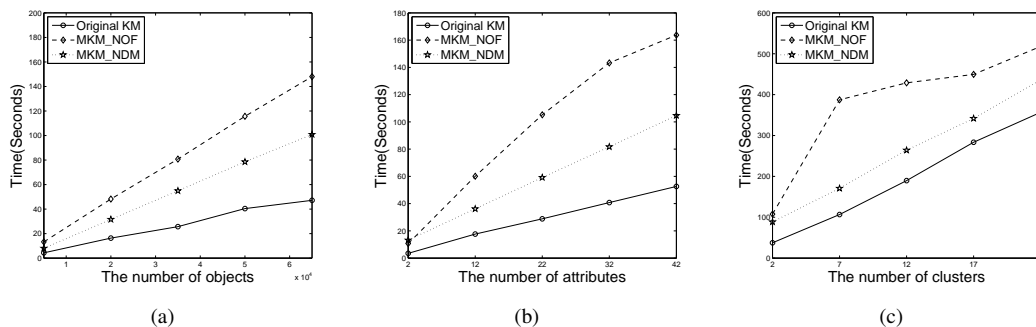 200
180
160
140
120
100
80
60
40
20
0
Time(Seconds)
Original KM
MKM_NOF
MKM_NDM
1 2 3 4 5 6
x 10⁴
The number of objects
(a)
180
160
140
120
100
80
60
40
20
0
Time(Seconds)
Original KM
MKM_NOF
MKM_NDM
2 12 22 32 42
The number of attributes
(b)
600
500
400
300
200
100
0
Time(Seconds)
Original KM
MKM_NOF
MKM_NDM
2 7 12 17
The number of clusters
(c)